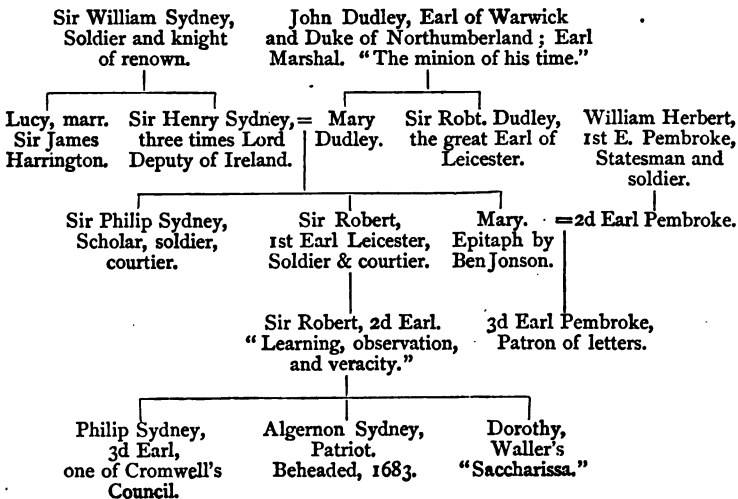 Sir William Sydney,
Soldier and knight
of renown.
John Dudley, Earl of Warwick
and Duke of Northumberland ; Earl
Marshal. "The minion of his time."
Lucy, marr.
Sir James
Harrington.
Sir Henry Sydney, =
three times Lord
Deputy of Ireland.
Mary
Dudley.
Sir Robt. Dudley,
the great Earl of
Leicester.
William Herbert,
1st E. Pembroke,
Statesman and
soldier.
Sir Philip Sydney,
Scholar, soldier,
courtier.
Sir Robert,
1st Earl Leicester,
Soldier & courtier.
Mary.
Epitaph by
Ben Jonson.
= 2d Earl Pembroke.
Sir Robert, 2d Earl.
"Learning, observation,
and veracity."
3d Earl Pembroke,
Patron of letters.
Philip Sydney,
3d Earl,
one of Cromwell's
Council.
Algernon Sydney,
Patriot.
Beheaded, 1683.
Dorothy,
Waller's
"Saccharissa."